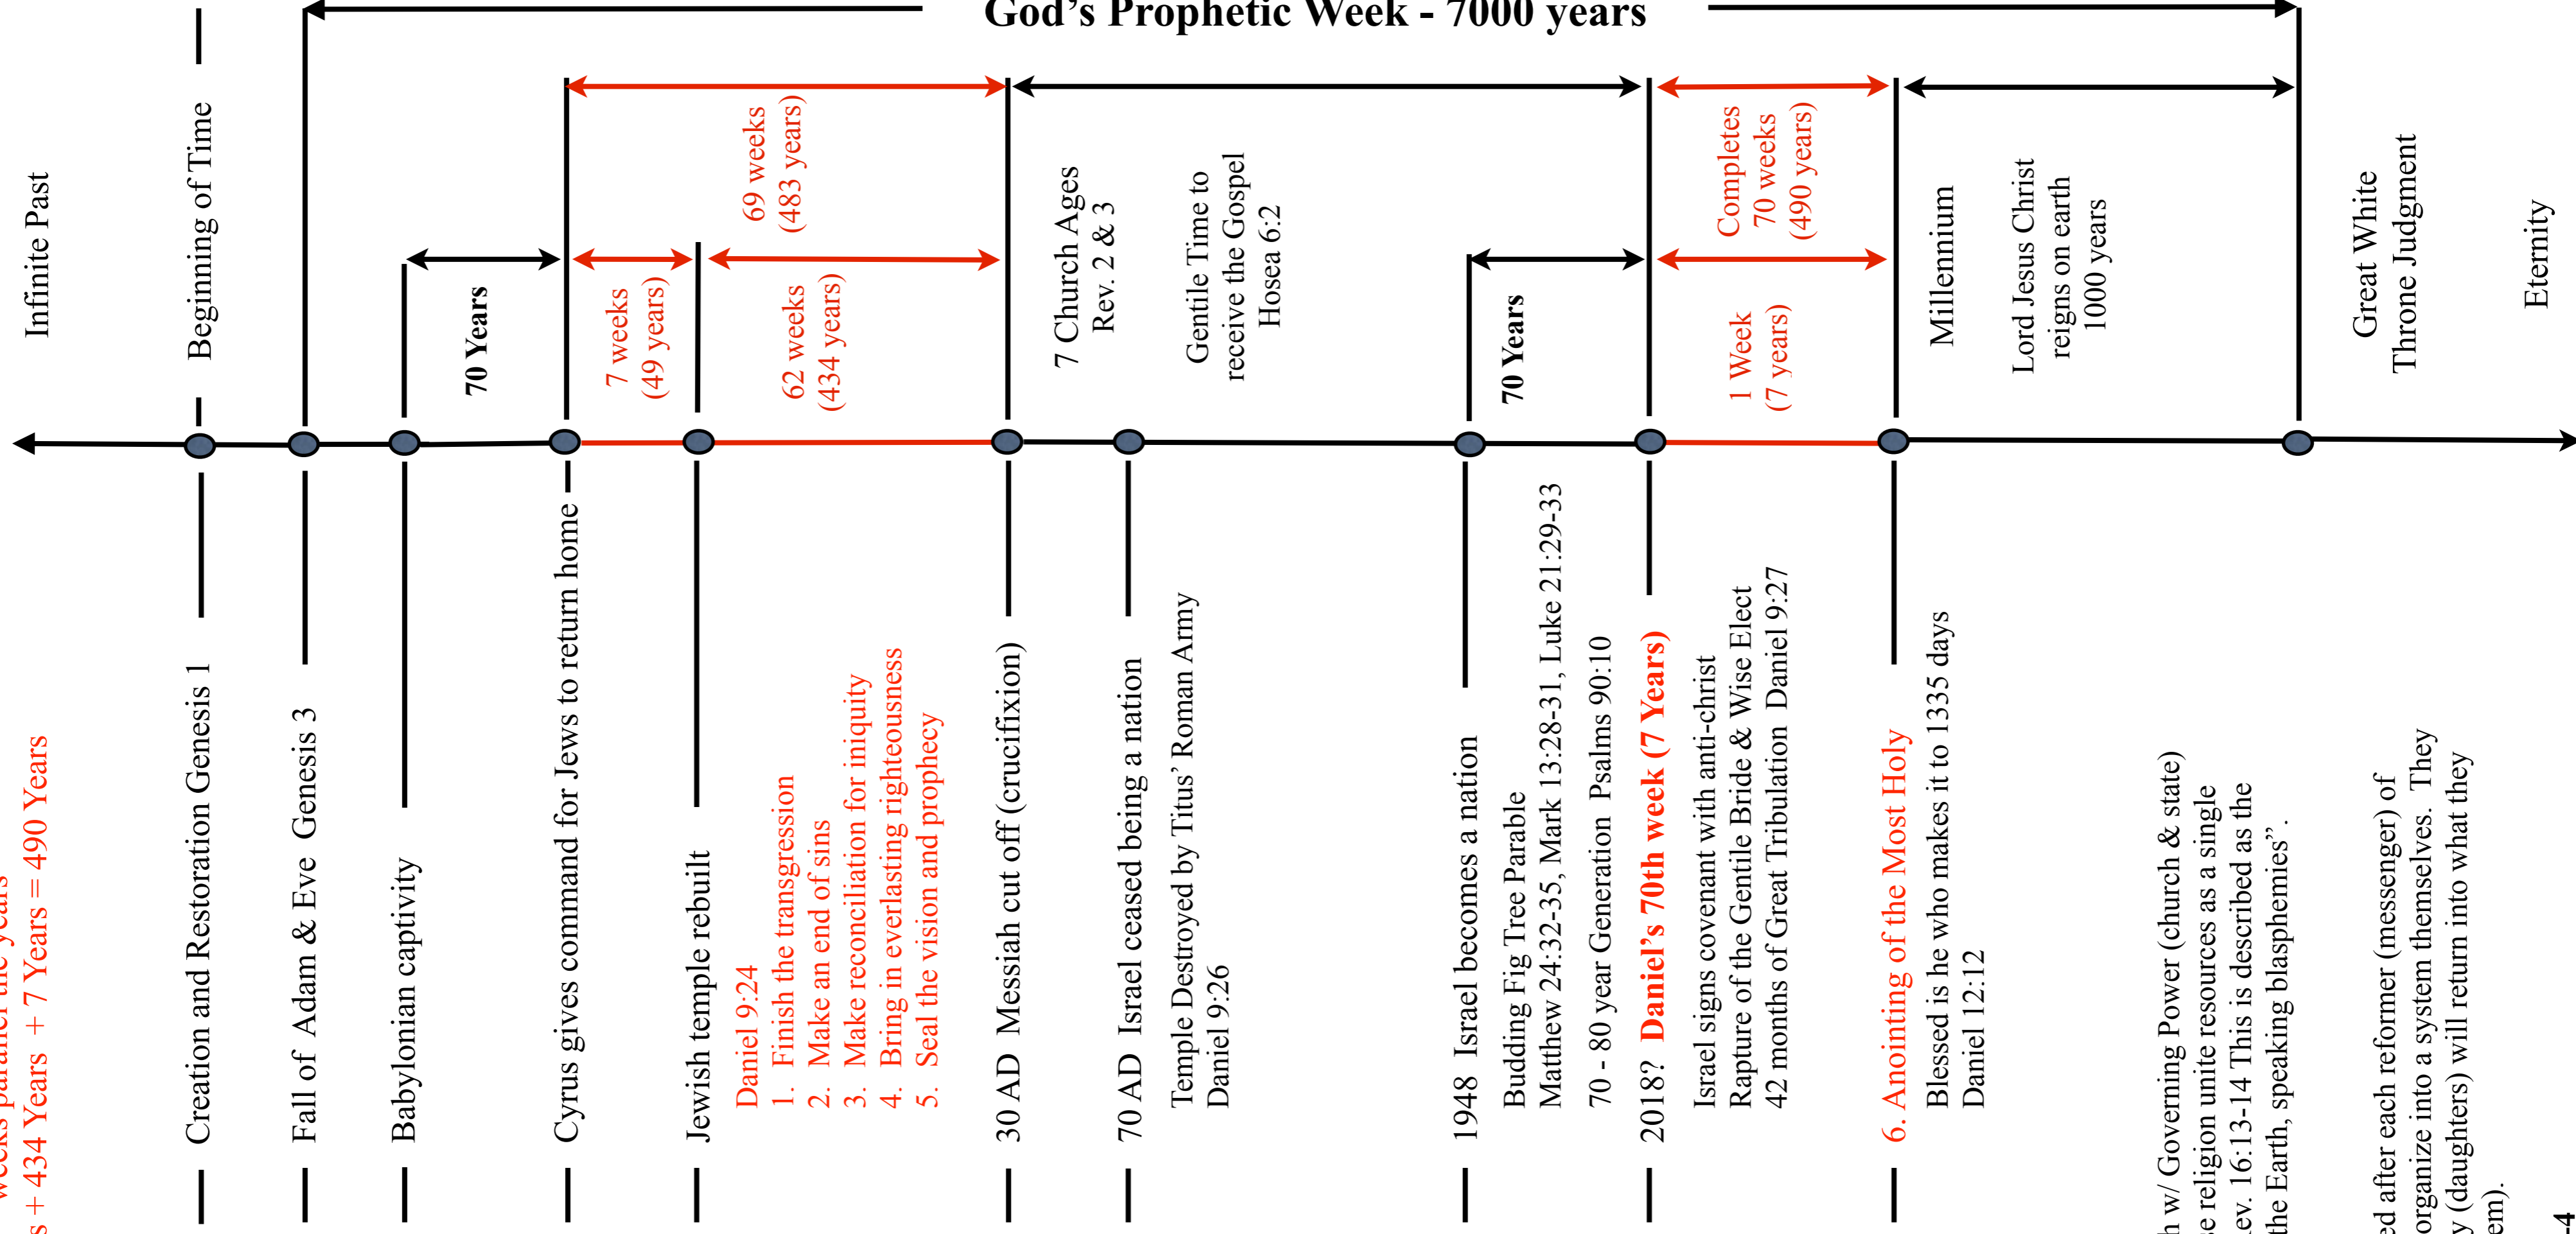 God's Prophetic Week - 7000 years
Infinite Past
Beginning of Time
70 Years
7 weeks
(49 years)
69 weeks
(483 years)
62 weeks
(434 years)
7 Church Ages
Rev. 2 & 3
Gentile Time to
receive the Gospel
Hosea 6:2
70 Years
Completes
70 weeks
(490 years)
1 Week
(7 years)
Millennium
Lord Jesus Christ
reigns on earth
1000 years
Great White
Throne Judgment
Eternity
weeks parallel the years
+ 434 Years + 7 Years = 490 Years
Creation and Restoration Genesis 1
Fall of Adam & Eve Genesis 3
Babylonian captivity
Cyrus gives command for Jews to return home
Jewish temple rebuilt
Daniel 9:24
1. Finish the transgression
2. Make an end of sins
3. Make reconciliation for iniquity
4. Bring in everlasting righteousness
5. Seal the vision and prophecy
30 AD Messiah cut off (crucifixion)
70 AD Israel ceased being a nation
Temple Destroyed by Titus' Roman Army
Daniel 9:26
1948 Israel becomes a nation
Budding Fig Tree Parable
Matthew 24:32-35, Mark 13:28-31, Luke 21:29-33
70 - 80 year Generation Psalms 90:10
2018? Daniel's 70th week (7 Years)
Israel signs covenant with anti-christ
Rapture of the Gentile Bride & Wise Elect
42 months of Great Tribulation Daniel 9:27
6. Anointing of the Most Holy
Blessed is he who makes it to 1335 days
Daniel 12:12
w/ Governing Power (church & state)
religion unite resources as a single
16:13-14 This is described as the
the Earth, speaking blasphemies".
after each reformer (messenger) of
organize into a system themselves. They
(daughters) will return into what they
-4